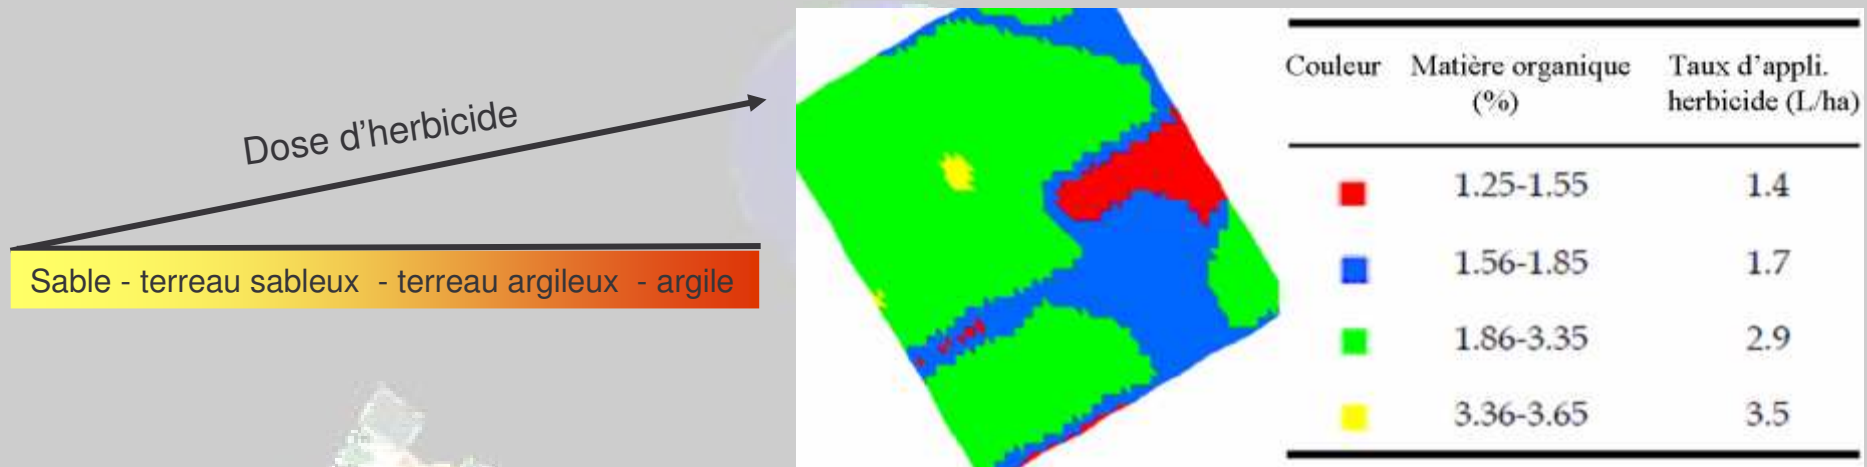 Dose d'herbicide
Sable - terreau sableux - terreau argileux - argile
Couleur Matière organique (%) Taux d'appli. herbicide (L/ha)
1.25-1.55 1.4
1.56-1.85 1.7
1.86-3.35 2.9
3.36-3.65 3.5